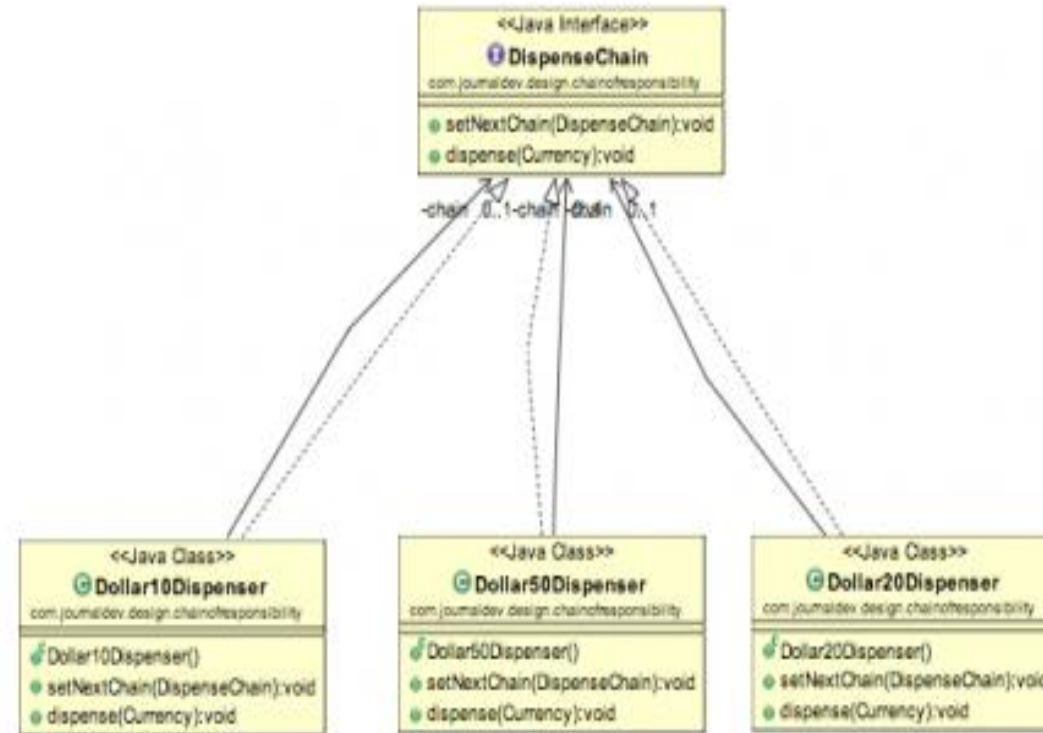 <<Java Interface>>
DispenseChain
com.journaldev.design.chainofresponsibility
setNextChain(DispenseChain):void
dispense(Currency):void
-chain 0..1 -chain -chain 0..1
<<Java Class>>
Dollar10Dispenser
com.journaldev.design.chainofresponsibility
Dollar10Dispenser()
setNextChain(DispenseChain):void
dispense(Currency):void
<<Java Class>>
Dollar50Dispenser
com.journaldev.design.chainofresponsibility
Dollar50Dispenser()
setNextChain(DispenseChain):void
dispense(Currency):void
<<Java Class>>
Dollar20Dispenser
com.journaldev.design.chainofresponsibility
Dollar20Dispenser()
setNextChain(DispenseChain):void
dispense(Currency):void